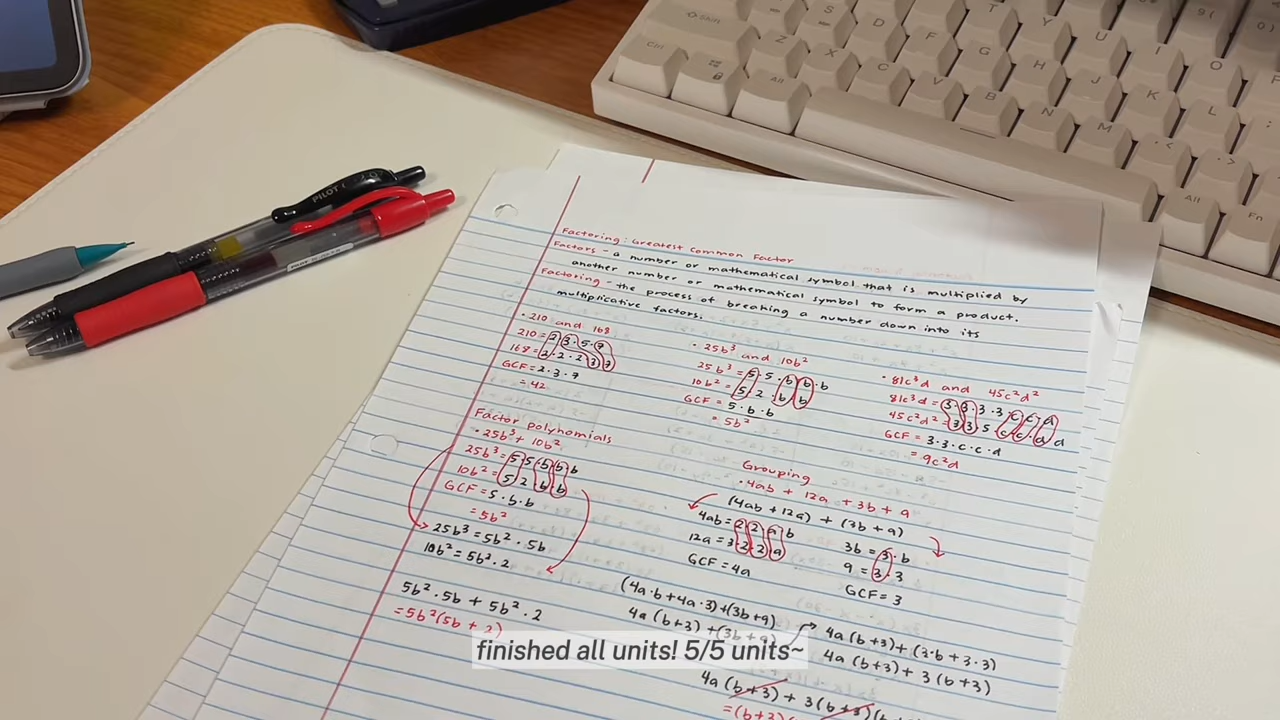 Factoring: Greatest Common Factor
Factors - a number or mathematical symbol that is multiplied by
another number or mathematical symbol to form a product.
Factoring - the process of breaking a number down into its
multiplicative factors.
• 210 and 168
210 = 2·3·5·7
168 = 2·2·2·3·7
GCF = 2·3·7
= 42
• 25b³ and 10b²
25b³ = 5·5·b·b·b
10b² = 5·2·b·b
GCF = 5·b·b
= 5b²
• 81c³d and 45c²d²
81c³d = 3·3·3·3·c·c·c·d
45c²d² = 3·3·5·c·c·d·d
GCF = 3·3·c·c·d
= 9c²d
Factor polynomials
• 25b³ + 10b²
25b³ = 5·5·b·b·b
10b² = 5·2·b·b
GCF = 5·b·b
= 5b²
25b³ = 5b²·5b
10b² = 5b²·2
5b²·5b + 5b²·2
= 5b²(5b + 2)
Grouping
• 4ab + 12a + 3b + 9
(4ab + 12a) + (3b + 9)
4ab = 2·2·a·b
12a = 3·2·2·a
GCF = 4a
3b = 3·b
9 = 3·3
GCF = 3
(4a·b + 4a·3) + (3b + 9)
4a (b+3) + (3b + 9)
4a (b+3) + (3·b + 3·3)
4a (b+3) + 3 (b+3)
4a (b+3) + 3 (b+3)
= (b+3)
finished all units! 5/5 units~
PILOT
Shift
S
D
F
G
H
J
T
Y
U
I
O
P
Ctrl
Alt
Z
X
C
V
B
N
M
K
L
Alt
Fn